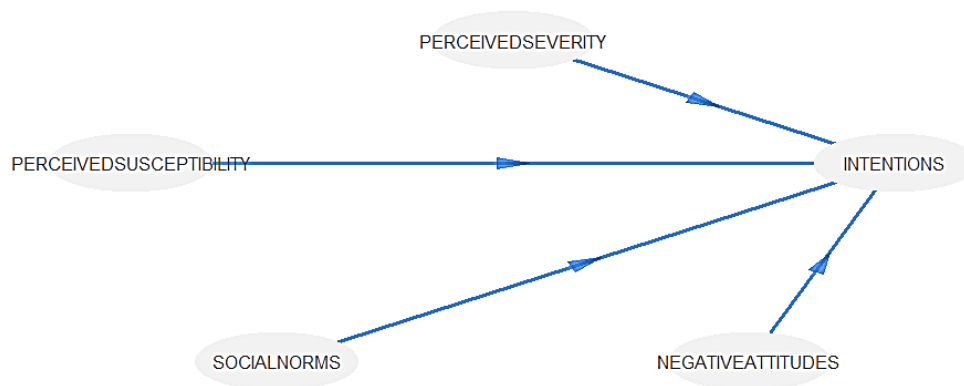 PERCEIVEDSEVERITY
PERCEIVEDSUSCEPTIBILITY
INTENTIONS
SOCIALNORMS
NEGATIVEATTITUDES